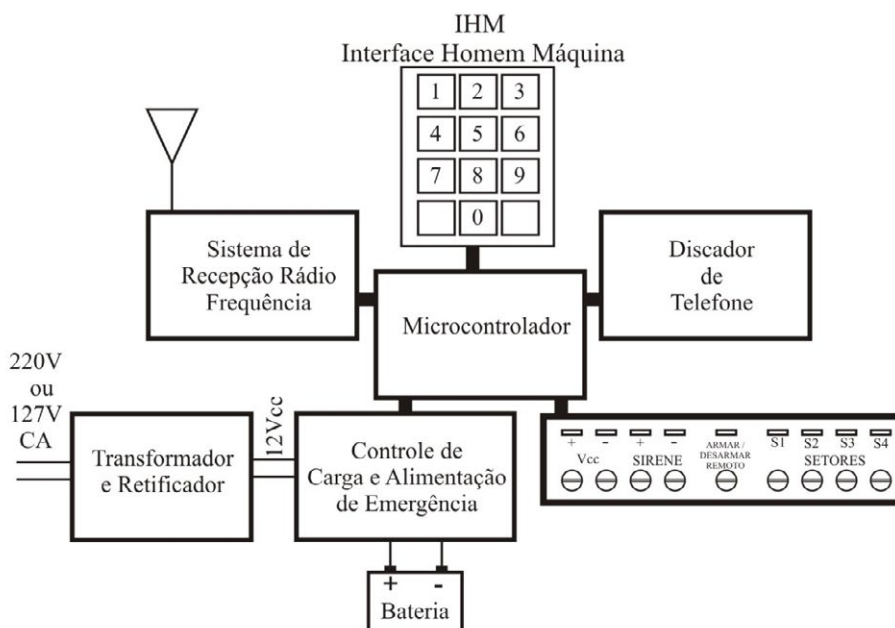 IHM
Interface Homem Máquina
1 2 3
4 5 6
7 8 9
0
Sistema de
Recepção Rádio
Frequência
Discador
de
Telefone
Microcontrolador
220V
ou
127V
CA
Transformador
e Retificador
12Vcc
Controle de
Carga e Alimentação
de Emergência
+ - + -
Vcc
SIRENE
ARMAR /
DESARMAR
REMOTO
S1 S2 S3 S4
SETORES
+ -
Bateria